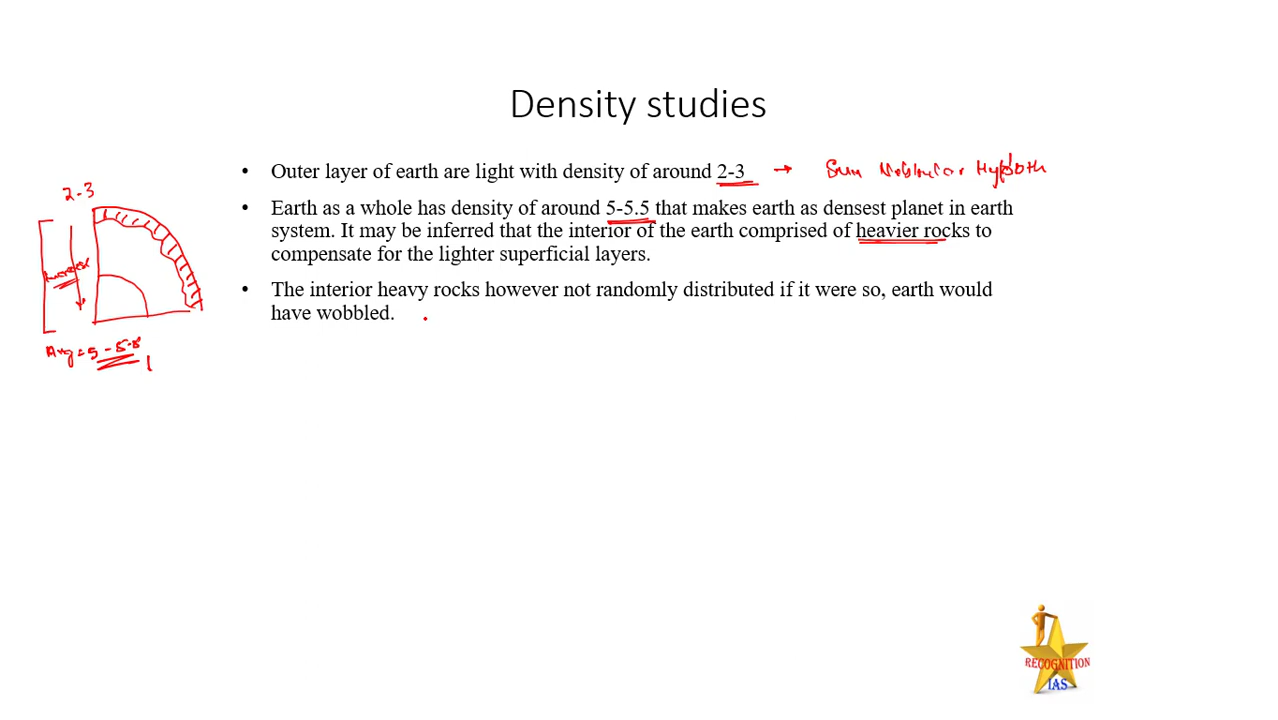 Density studies
• Outer layer of earth are light with density of around 2-3 →
• Earth as a whole has density of around 5-5.5 that makes earth as densest planet in earth
system. It may be inferred that the interior of the earth comprised of heavier rocks to
compensate for the lighter superficial layers.
• The interior heavy rocks however not randomly distributed if it were so, earth would
have wobbled.
2-3
Increase
Avg = 5-5.5
RECOGNITION
IAS